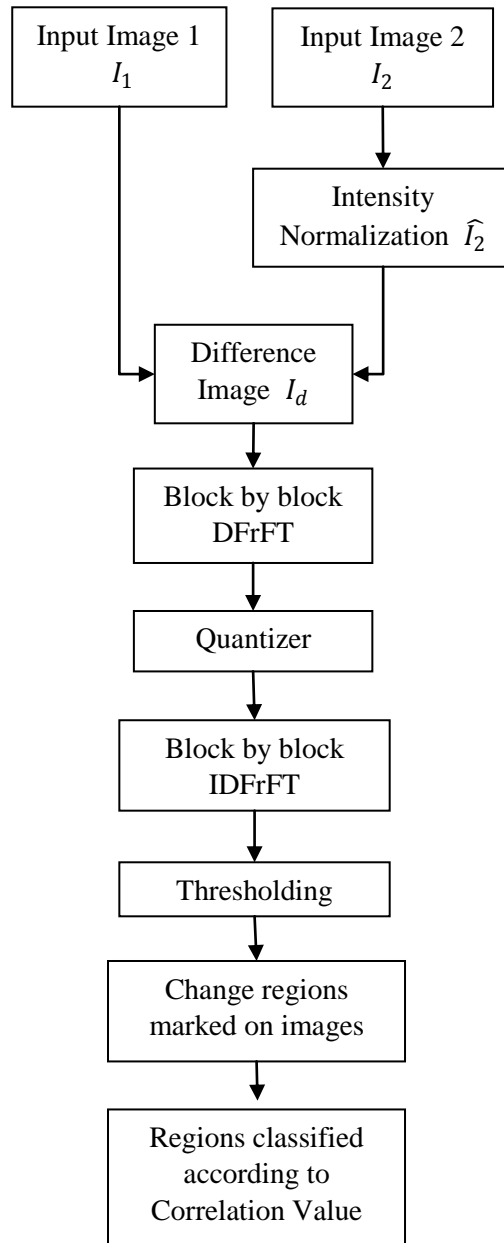 Input Image 1
I₁
Input Image 2
I₂
Intensity
Normalization Î₂
Difference
Image I_d
Block by block
DFrFT
Quantizer
Block by block
IDFrFT
Thresholding
Change regions
marked on images
Regions classified
according to
Correlation Value